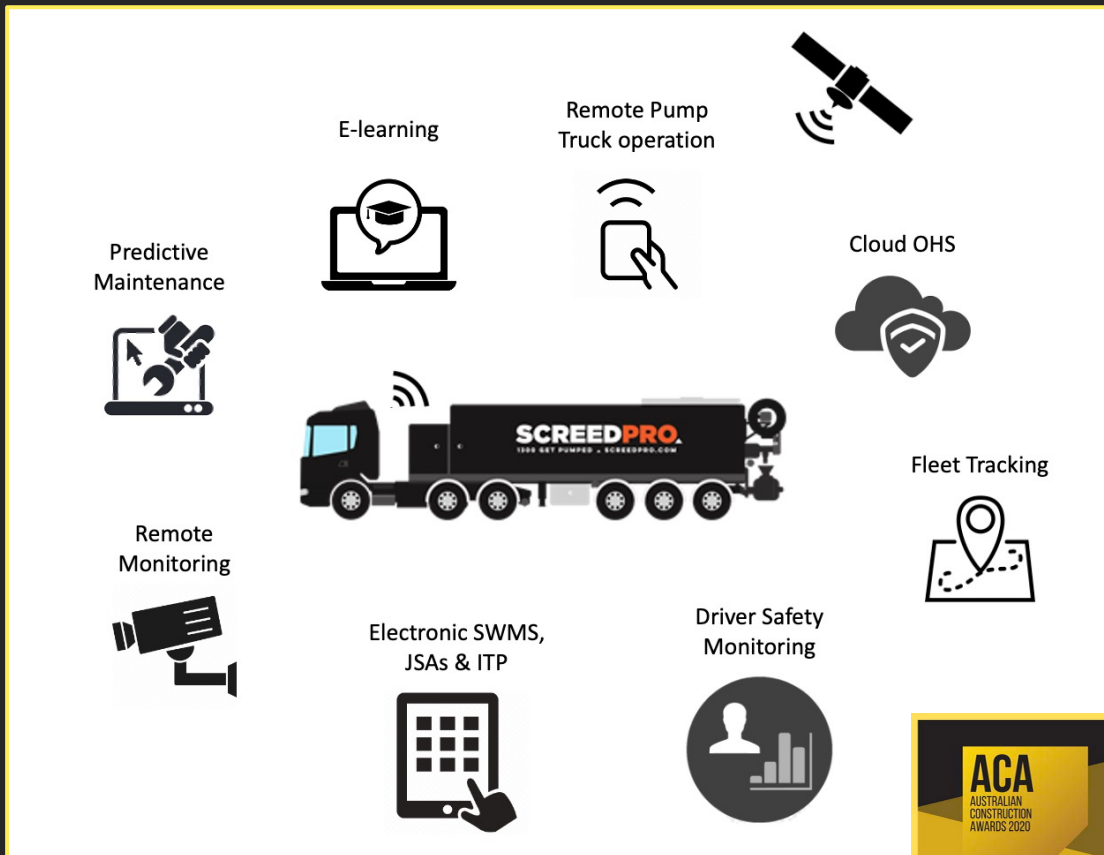 E-learning
Remote Pump
Truck operation
Predictive
Maintenance
Cloud OHS
SCREEDPRO.
1300 GET PUMPED • SCREEDPRO.COM
Fleet Tracking
Remote
Monitoring
Electronic SWMS,
JSAs & ITP
Driver Safety
Monitoring
ACA
AUSTRALIAN
CONSTRUCTION
AWARDS 2020